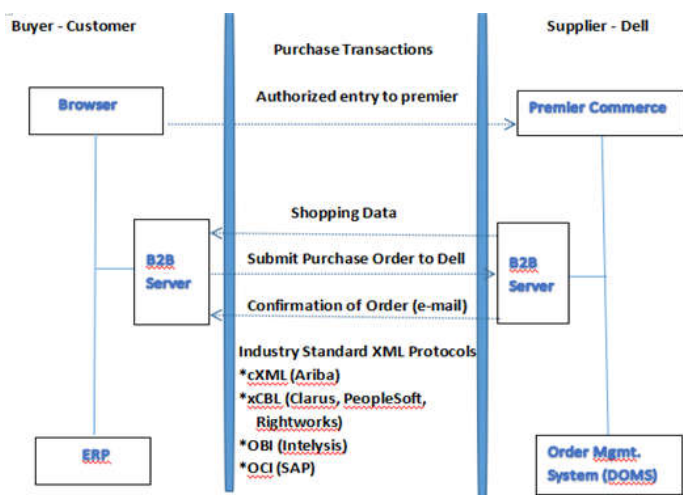 Buyer - Customer
Supplier - Dell
Purchase Transactions
Authorized entry to premier
Browser
Premier Commerce
Shopping Data
B2B
Server
Submit Purchase Order to Dell
B2B
Server
Confirmation of Order (e-mail)
Industry Standard XML Protocols
*cXML (Ariba)
*xCBL (Clarus, PeopleSoft,
Rightworks)
*OBI (Intelysis)
*OCI (SAP)
ERP
Order Mgmt.
System (DOMS)